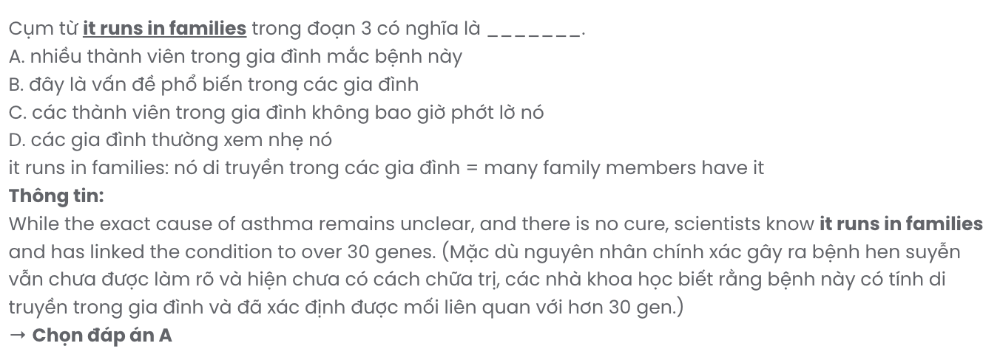 Cụm từ it runs in families trong đoạn 3 có nghĩa là _______.
A. nhiều thành viên trong gia đình mắc bệnh này
B. đây là vấn đề phổ biến trong các gia đình
C. các thành viên trong gia đình không bao giờ phớt lờ nó
D. các gia đình thường xem nhẹ nó
it runs in families: nó di truyền trong các gia đình = many family members have it
Thông tin:
While the exact cause of asthma remains unclear, and there is no cure, scientists know it runs in families
and has linked the condition to over 30 genes. (Mặc dù nguyên nhân chính xác gây ra bệnh hen suyễn
vẫn chưa được làm rõ và hiện chưa có cách chữa trị, các nhà khoa học biết rằng bệnh này có tính di
truyền trong gia đình và đã xác định được mối liên quan với hơn 30 gen.)
→ Chọn đáp án A